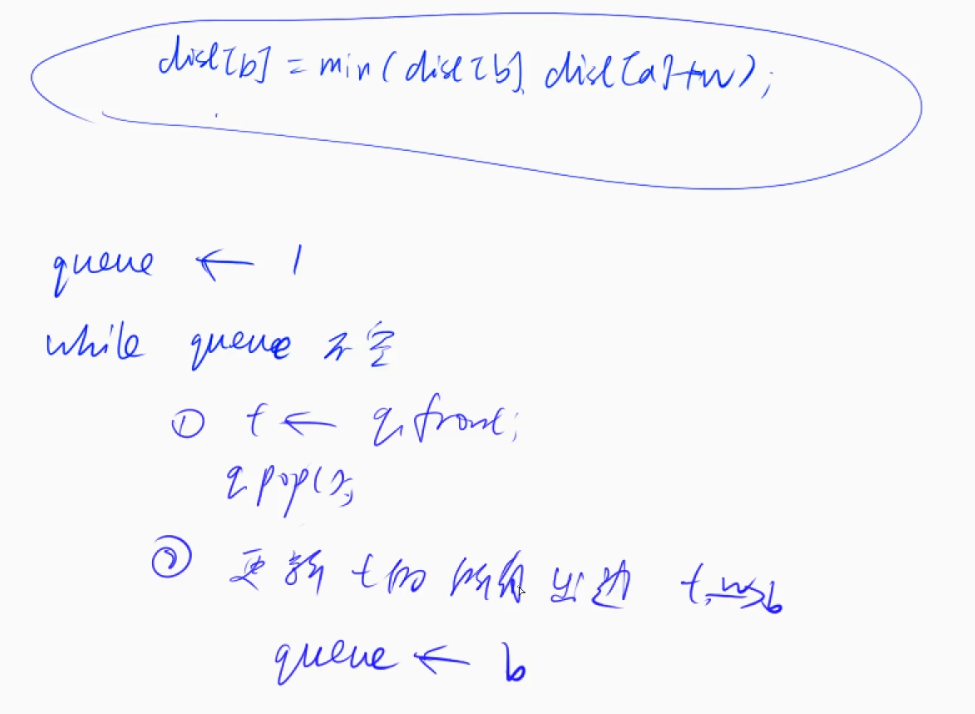 dist[b] = min(dist[b], dist[a]+w);
queue ← 1
while queue 不空
① t ← q.front;
q.pop();
② 更新 t的 所有 出边 t w→ b
queue ← b